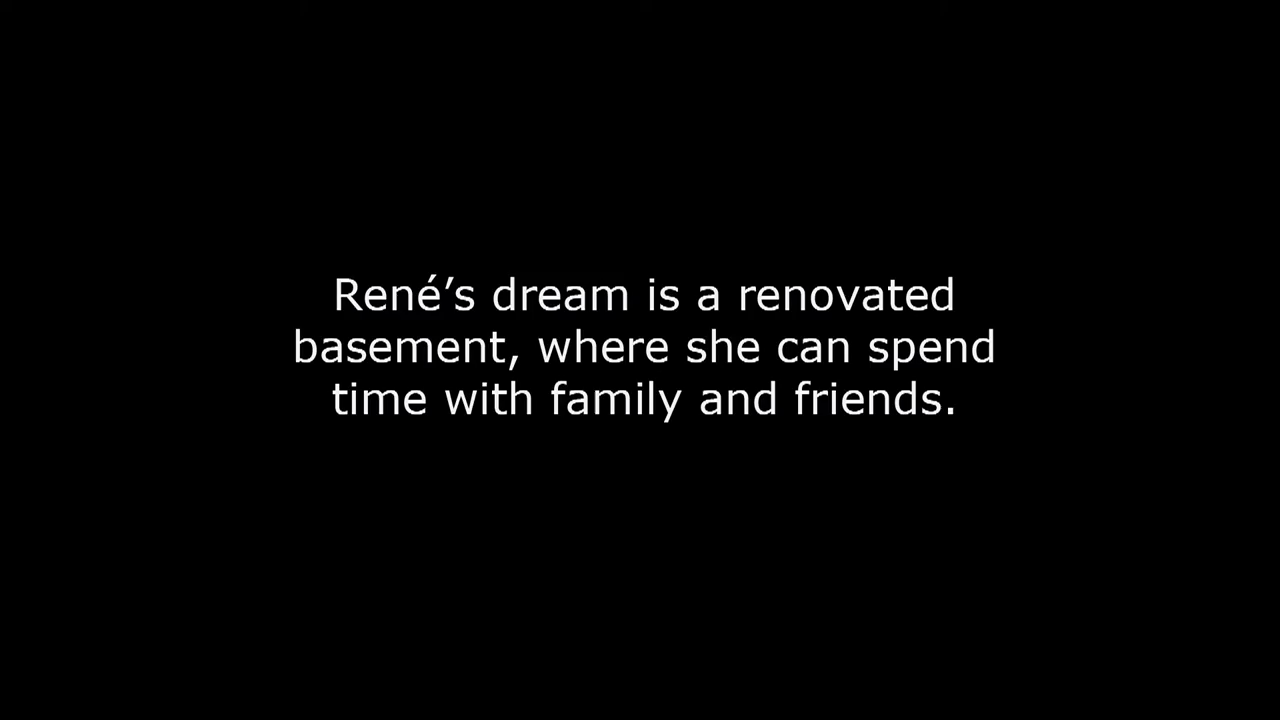 René’s dream is a renovated
basement, where she can spend
time with family and friends.